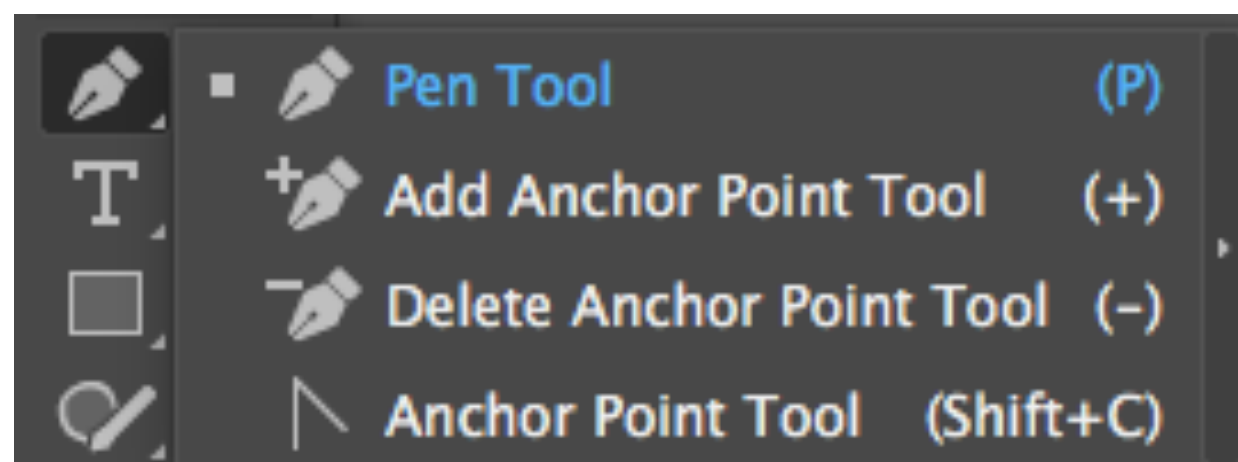 Pen Tool (P)
Add Anchor Point Tool (+)
Delete Anchor Point Tool (-)
Anchor Point Tool (Shift+C)